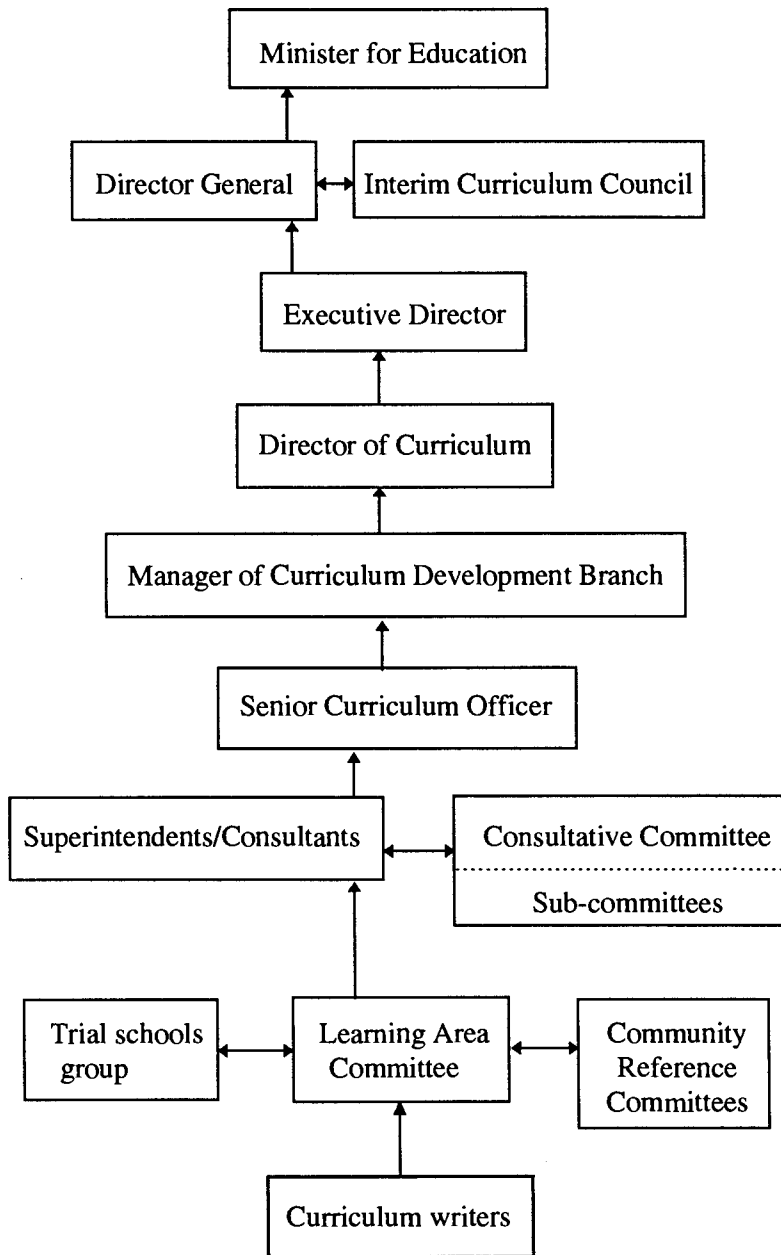 Minister for Education
Director General
Interim Curriculum Council
Executive Director
Director of Curriculum
Manager of Curriculum Development Branch
Senior Curriculum Officer
Superintendents/Consultants
Consultative Committee
Sub-committees
Trial schools
group
Learning Area
Committee
Community
Reference
Committees
Curriculum writers